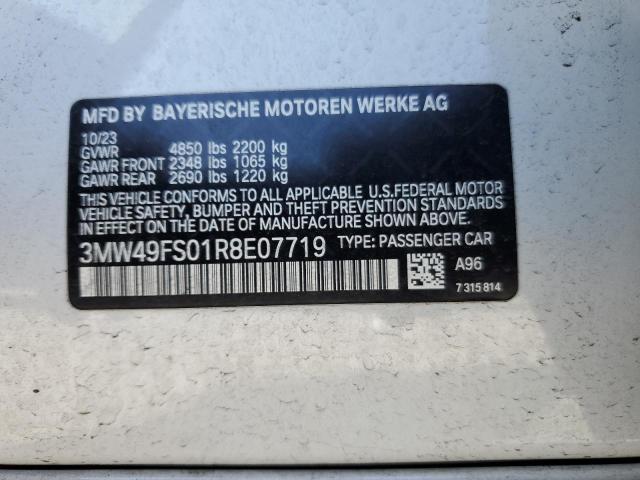 MFD BY BAYERISCHE MOTOREN WERKE AG
10/23
GVWR 4850 lbs 2200 kg
GAWR FRONT 2348 lbs 1065 kg
GAWR REAR 2690 lbs 1220 kg
THIS VEHICLE CONFORMS TO ALL APPLICABLE U.S.FEDERAL MOTOR
VEHICLE SAFETY, BUMPER AND THEFT PREVENTION STANDARDS
IN EFFECT ON THE DATE OF MANUFACTURE SHOWN ABOVE.
3MW49FS01R8E07719 TYPE: PASSENGER CAR
A96
7 315 814